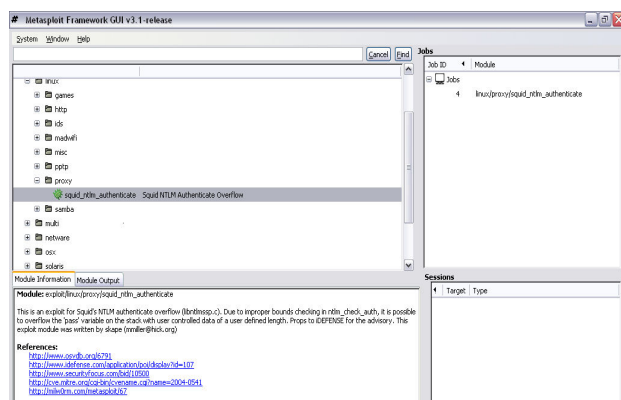 # Metasploit Framework GUI v3.1-release
System Window Help
Cancel Find
Jobs
Job ID Module
Jobs
4 linux/proxy/squid_ntlm_authenticate
linux
games
http
ids
madwifi
misc
pptp
proxy
squid_ntlm_authenticate Squid NTLM Authenticate Overflow
samba
multi
netware
osx
solaris
Module Information Module Output
Module: exploit/linux/proxy/squid_ntlm_authenticate
This is an exploit for Squid's NTLM authenticate overflow (libntlmssp.c). Due to improper bounds checking in ntlm_check_auth, it is possible
to overflow the 'pass' variable on the stack with user controlled data of a user defined length. Props to iDEFENSE for the advisory. This
exploit module was written by skape (mmiller@hick.org)
References:
http://www.osvdb.org/6791
http://www.idefense.com/application/poi/display?id=107
http://www.securityfocus.com/bid/10500
http://cve.mitre.org/cgi-bin/cvename.cgi?name=2004-0541
http://milw0rm.com/metasploit/67
Sessions
Target Type